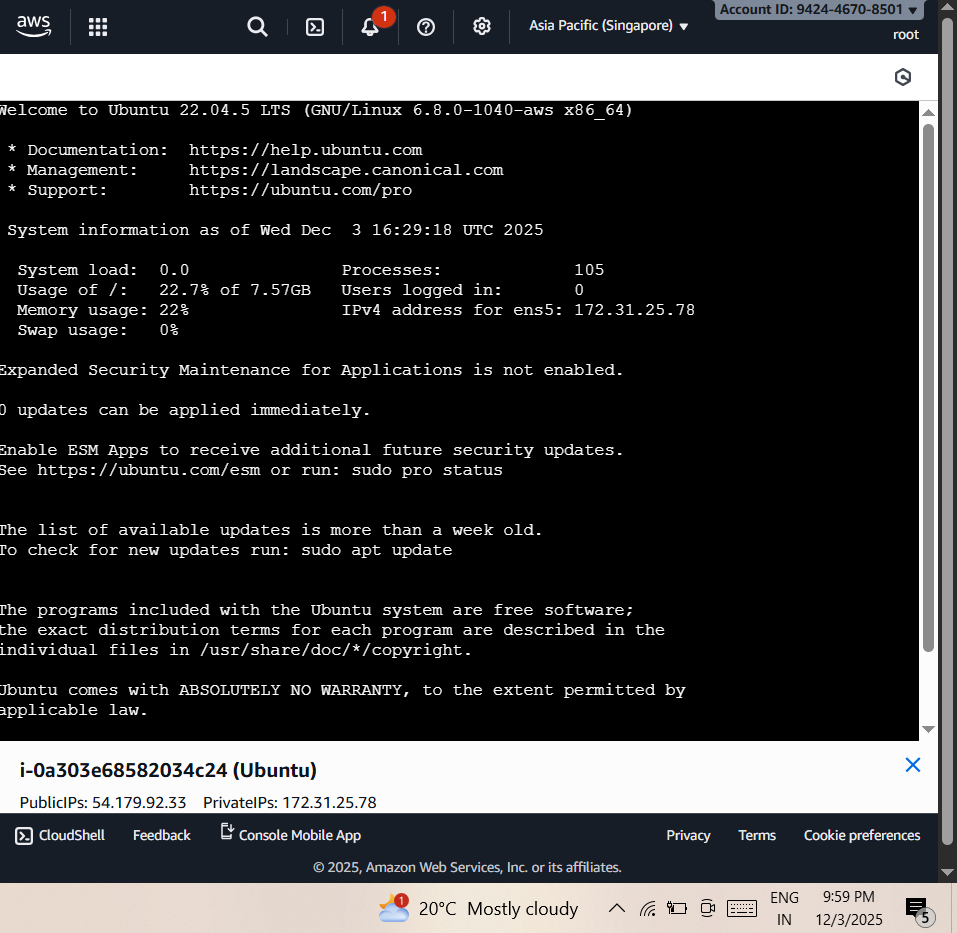 aws
1
Asia Pacific (Singapore)
Account ID: 9424-4670-8501
root
Welcome to Ubuntu 22.04.5 LTS (GNU/Linux 6.8.0-1040-aws x86_64)
* Documentation:  https://help.ubuntu.com
* Management:     https://landscape.canonical.com
* Support:        https://ubuntu.com/pro
System information as of Wed Dec  3 16:29:18 UTC 2025
System load:  0.0               Processes:             105
Usage of /:   22.7% of 7.57GB   Users logged in:       0
Memory usage: 22%               IPv4 address for ens5: 172.31.25.78
Swap usage:   0%
Expanded Security Maintenance for Applications is not enabled.
0 updates can be applied immediately.
Enable ESM Apps to receive additional future security updates.
See https://ubuntu.com/esm or run: sudo pro status
The list of available updates is more than a week old.
To check for new updates run: sudo apt update
The programs included with the Ubuntu system are free software;
the exact distribution terms for each program are described in the
individual files in /usr/share/doc/*/copyright.
Ubuntu comes with ABSOLUTELY NO WARRANTY, to the extent permitted by
applicable law.
i-0a303e68582034c24 (Ubuntu)
PublicIPs: 54.179.92.33 PrivateIPs: 172.31.25.78
CloudShell Feedback Console Mobile App Privacy Terms Cookie preferences
© 2025, Amazon Web Services, Inc. or its affiliates.
1 20°C Mostly cloudy
ENG
IN
9:59 PM
12/3/2025
5